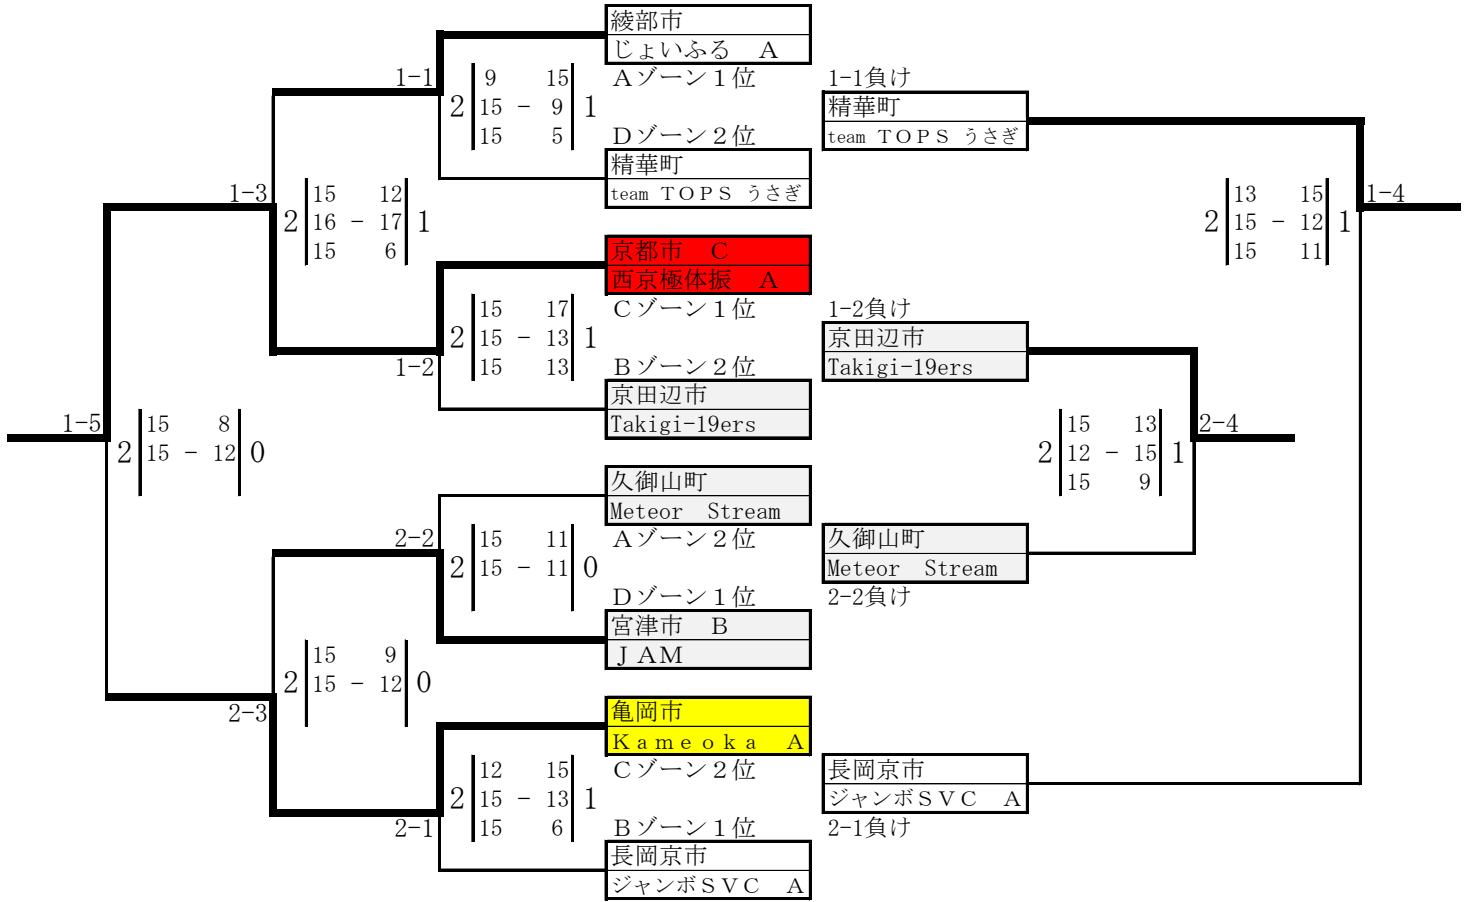 綾部市
じょいふる　Ａ
1-1
2
9 15
15 - 9
15 5
1
Ａゾーン１位
Ｄゾーン２位
精華町
team ＴＯＰＳ うさぎ
1-1負け
精華町
team ＴＯＰＳ うさぎ
1-3
2
15 12
16 - 17
15 6
1
2
13 15
15 - 12
15 11
1
1-4
京都市　Ｃ
西京極体振　Ａ
1-2
2
15 17
15 - 13
15 13
1
Ｃゾーン１位
Ｂゾーン２位
京田辺市
Takigi-19ers
1-2負け
京田辺市
Takigi-19ers
1-5
2
15 8
15 - 12
0
2
15 13
12 - 15
15 9
1
2-4
久御山町
Meteor　Stream
2-2
2
15 11
15 - 11
0
Ａゾーン２位
Ｄゾーン１位
宮津市　Ｂ
ＪＡＭ
久御山町
Meteor　Stream
2-2負け
2-3
2
15 9
15 - 12
0
亀岡市
Ｋａｍｅｏｋａ　Ａ
2-1
2
12 15
15 - 13
15 6
1
Ｃゾーン２位
Ｂゾーン１位
長岡京市
ジャンボＳＶＣ　Ａ
長岡京市
ジャンボＳＶＣ　Ａ
2-1負け